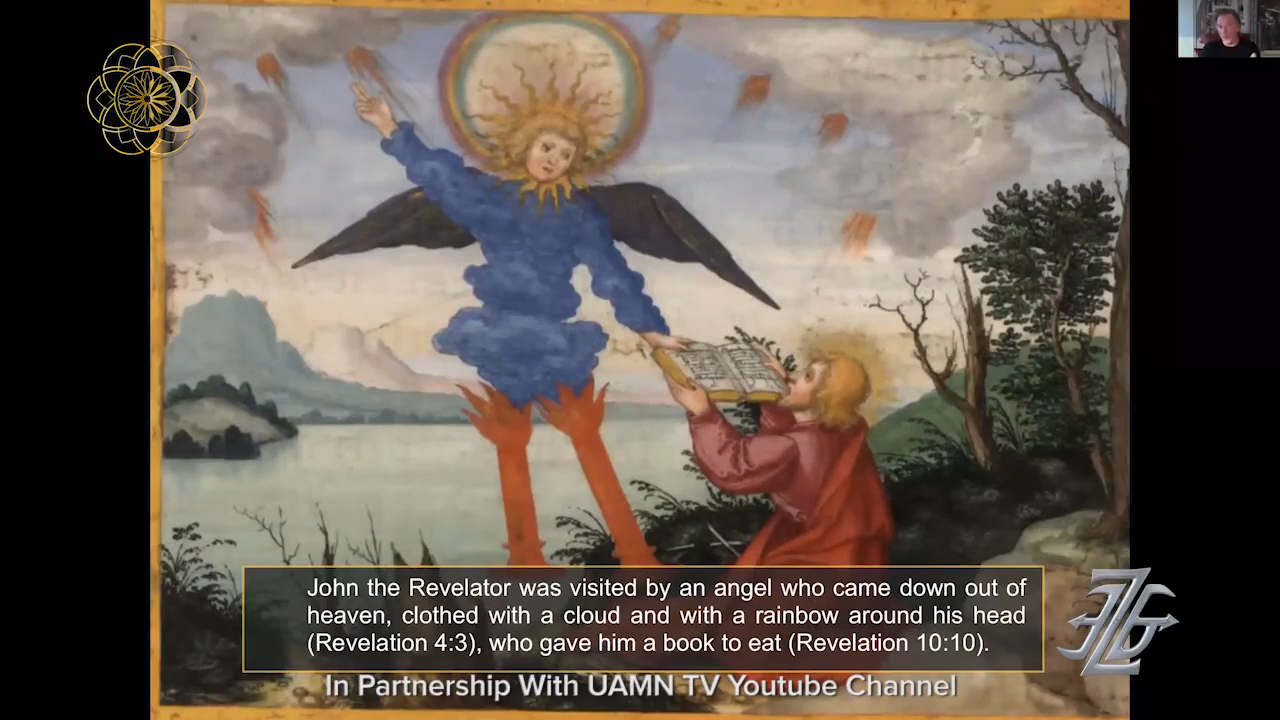 John the Revelator was visited by an angel who came down out of
heaven, clothed with a cloud and with a rainbow around his head
(Revelation 4:3), who gave him a book to eat (Revelation 10:10).
In Partnership With UAMN TV Youtube Channel